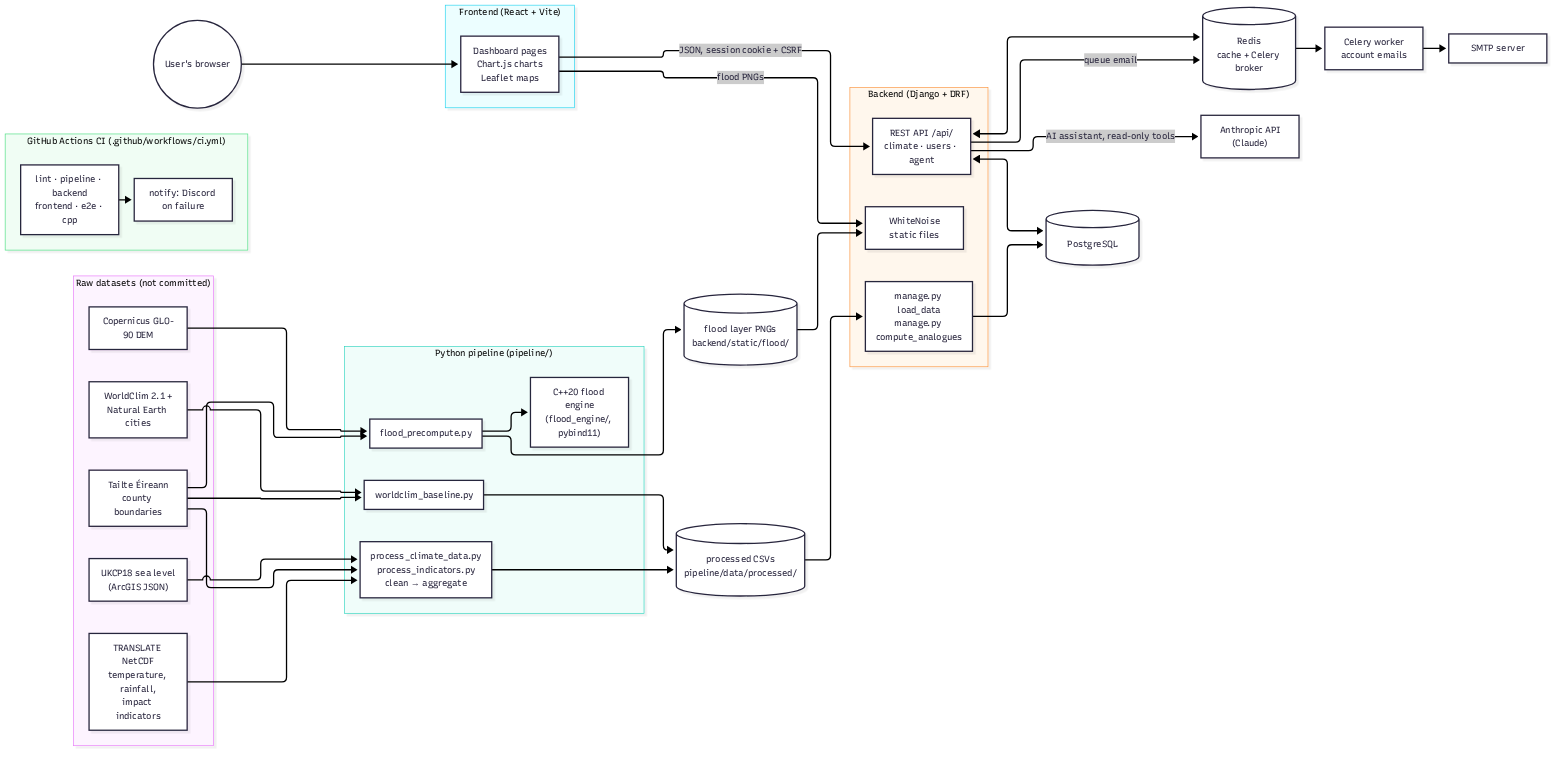 Frontend (React + Vite)
User's browser
Dashboard pages
Chart.js charts
Leaflet maps
JSON, session cookie + CSRF
flood PNGs
Redis
cache + Celery
broker
Celery worker
account emails
SMTP server
queue email
Backend (Django + DRF)
REST API /api/
climate · users ·
agent
AI assistant, read-only tools
Anthropic API
(Claude)
GitHub Actions CI (.github/workflows/ci.yml)
lint · pipeline ·
backend
frontend · e2e ·
cpp
notify: Discord
on failure
WhiteNoise
static files
PostgreSQL
manage.py
load_data
manage.py
compute_analogues
Raw datasets (not committed)
Copernicus GLO-
90 DEM
WorldClim 2.1 +
Natural Earth
cities
Tailte Éireann
county
boundaries
UKCP18 sea level
(ArcGIS JSON)
TRANSLATE
NetCDF
temperature,
rainfall,
impact
indicators
Python pipeline (pipeline/)
C++20 flood
engine
(flood_engine/,
pybind11)
flood_precompute.py
worldclim_baseline.py
process_climate_data.py
process_indicators.py
clean → aggregate
flood layer PNGs
backend/static/flood/
processed CSVs
pipeline/data/processed/